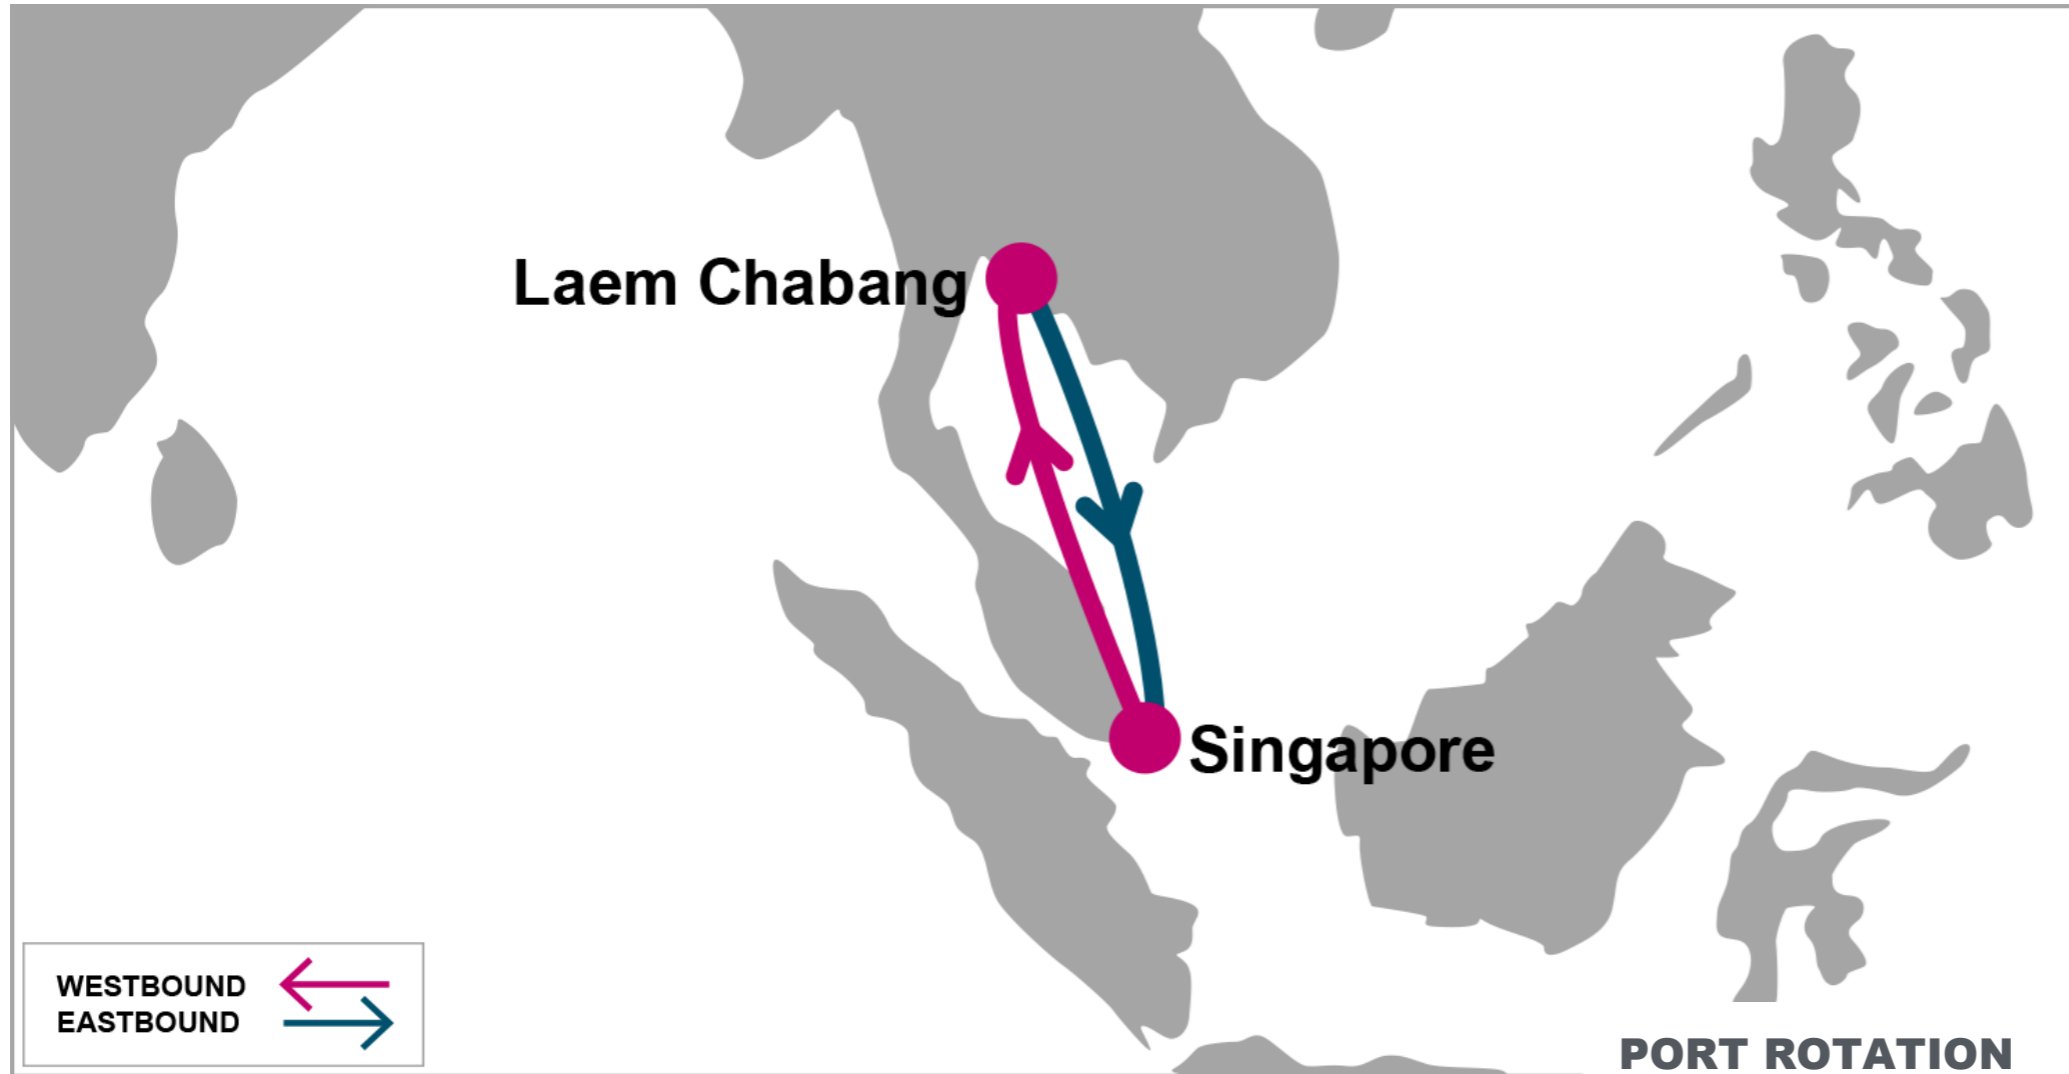 Laem Chabang
Singapore
WESTBOUND
EASTBOUND
PORT ROTATION